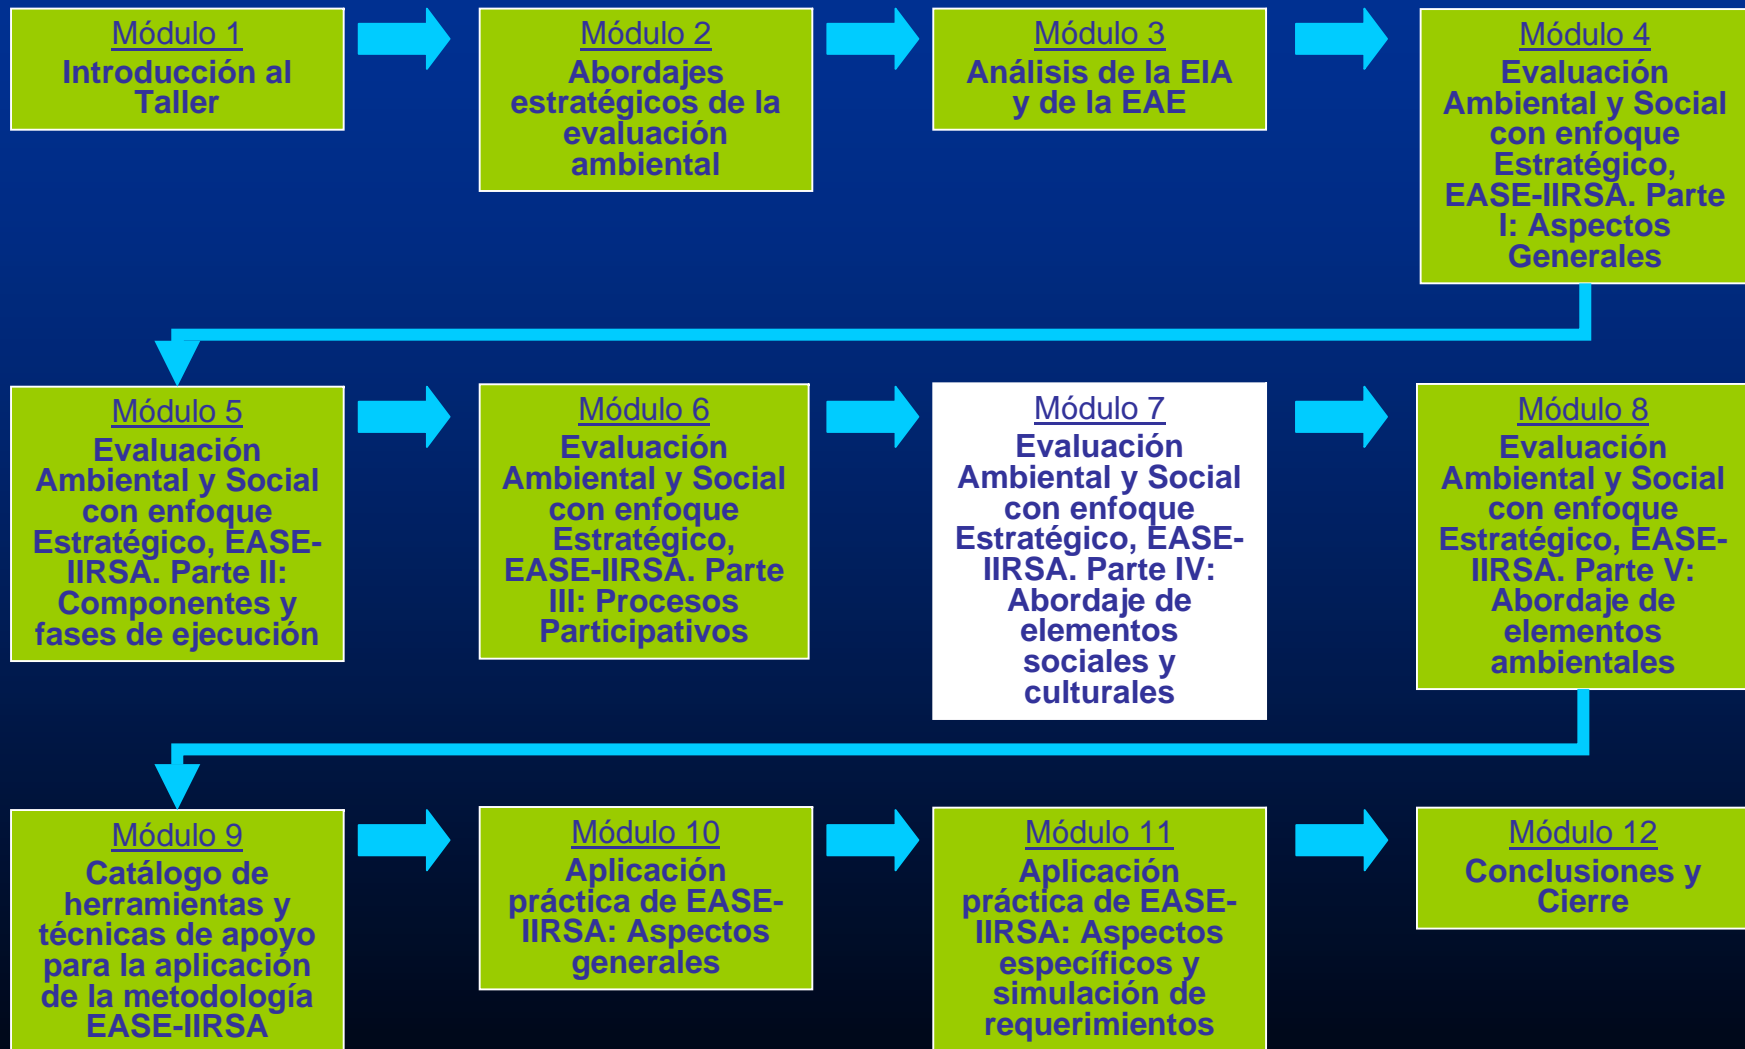 Módulo 1
Introducción al
Taller
Módulo 2
Abordajes
estratégicos de la
evaluación
ambiental
Módulo 3
Análisis de la EIA
y de la EAE
Módulo 4
Evaluación
Ambiental y Social
con enfoque
Estratégico,
EASE-IIRSA. Parte
I: Aspectos
Generales
Módulo 5
Evaluación
Ambiental y Social
con enfoque
Estratégico, EASE-
IIRSA. Parte II:
Componentes y
fases de ejecución
Módulo 6
Evaluación
Ambiental y Social
con enfoque
Estratégico,
EASE-IIRSA. Parte
III: Procesos
Participativos
Módulo 7
Evaluación
Ambiental y Social
con enfoque
Estratégico, EASE-
IIRSA. Parte IV:
Abordaje de
elementos
sociales y
culturales
Módulo 8
Evaluación
Ambiental y Social
con enfoque
Estratégico, EASE-
IIRSA. Parte V:
Abordaje de
elementos
ambientales
Módulo 9
Catálogo de
herramientas y
técnicas de apoyo
para la aplicación
de la metodología
EASE-IIRSA
Módulo 10
Aplicación
práctica de EASE-
IIRSA: Aspectos
generales
Módulo 11
Aplicación
práctica de EASE-
IIRSA: Aspectos
específicos y
simulación de
requerimientos
Módulo 12
Conclusiones y
Cierre